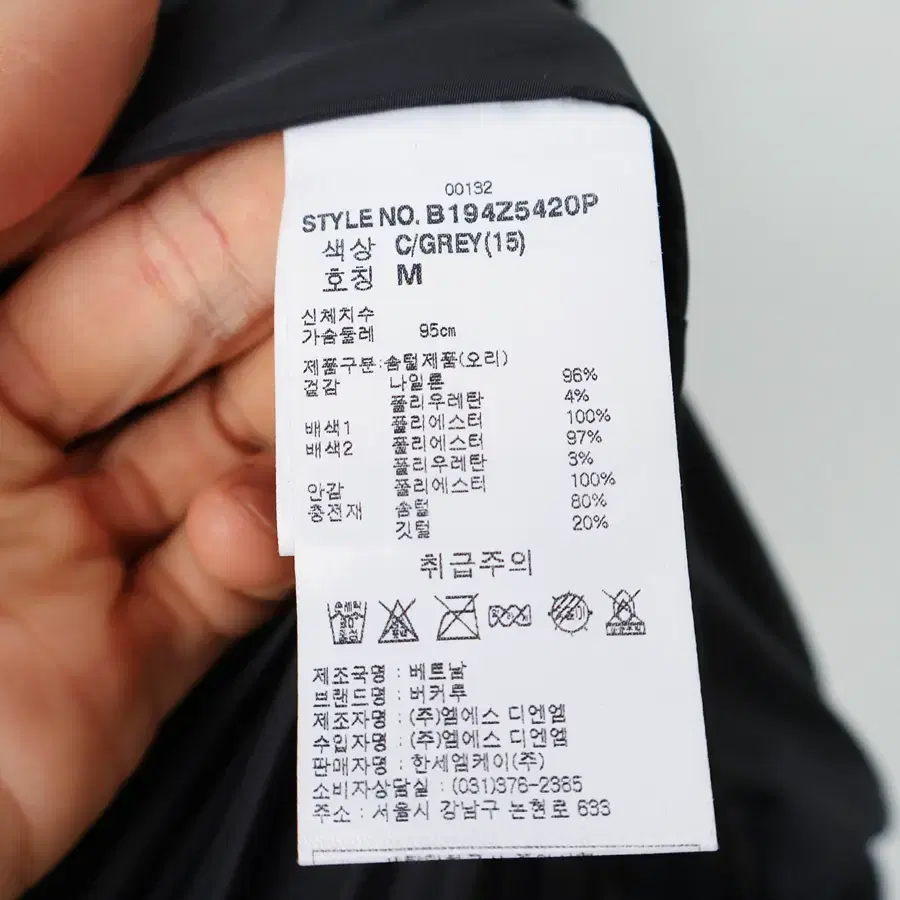 00132
STYLE NO. B194Z5420P
색상 C/GREY(15)
호칭 M
신체치수
가슴둘레 95cm
제품구분:솜털제품(오리)
겉감 나일론 96%
폴리우레탄 4%
배색1 폴리에스터 100%
배색2 폴리에스터 97%
폴리우레탄 3%
안감 폴리에스터 100%
충전재 솜털 80%
깃털 20%
취급주의
제조국명 : 베트남
브랜드명 : 버커루
제조자명 : (주)엠에스 디엔엠
수입자명 : (주)엠에스 디엔엠
판매자명 : 한세엠케이(주)
소비자상담실 : (031)376-2385
주소 : 서울시 강남구 논현로 633